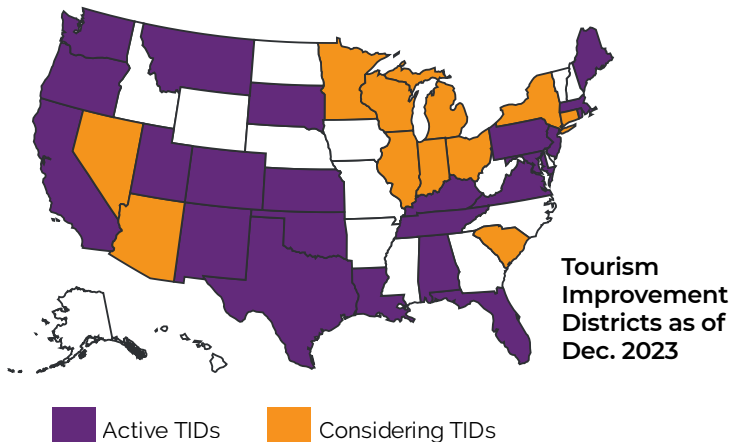 Tourism
Improvement
Districts as of
Dec. 2023
Active TIDs
Considering TIDs